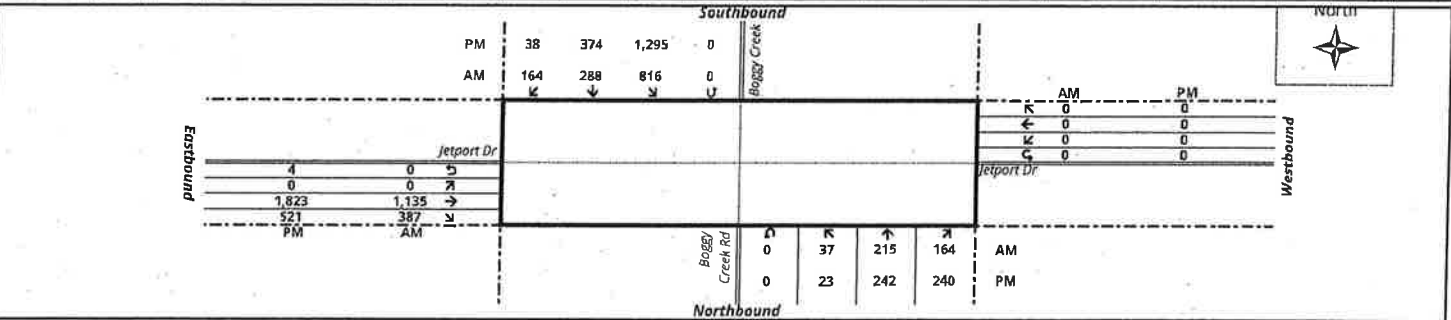 Southbound
North
PM 38 374 1,295 0
Boggy Creek
AM 164 288 816 0
↙ ↓ ↘ ↻
AM PM
↗ 0 0
← 0 0
↙ 0 0
↺ 0 0
Westbound
Jetport Dr
Eastbound
Jetport Dr
4 0 ↺
0 0 ↗
1,823 1,135 →
521 387 ↘
PM AM
Boggy
Creek Rd
↶ ↖ ↑ ↗
0 37 215 164 AM
0 23 242 240 PM
Northbound